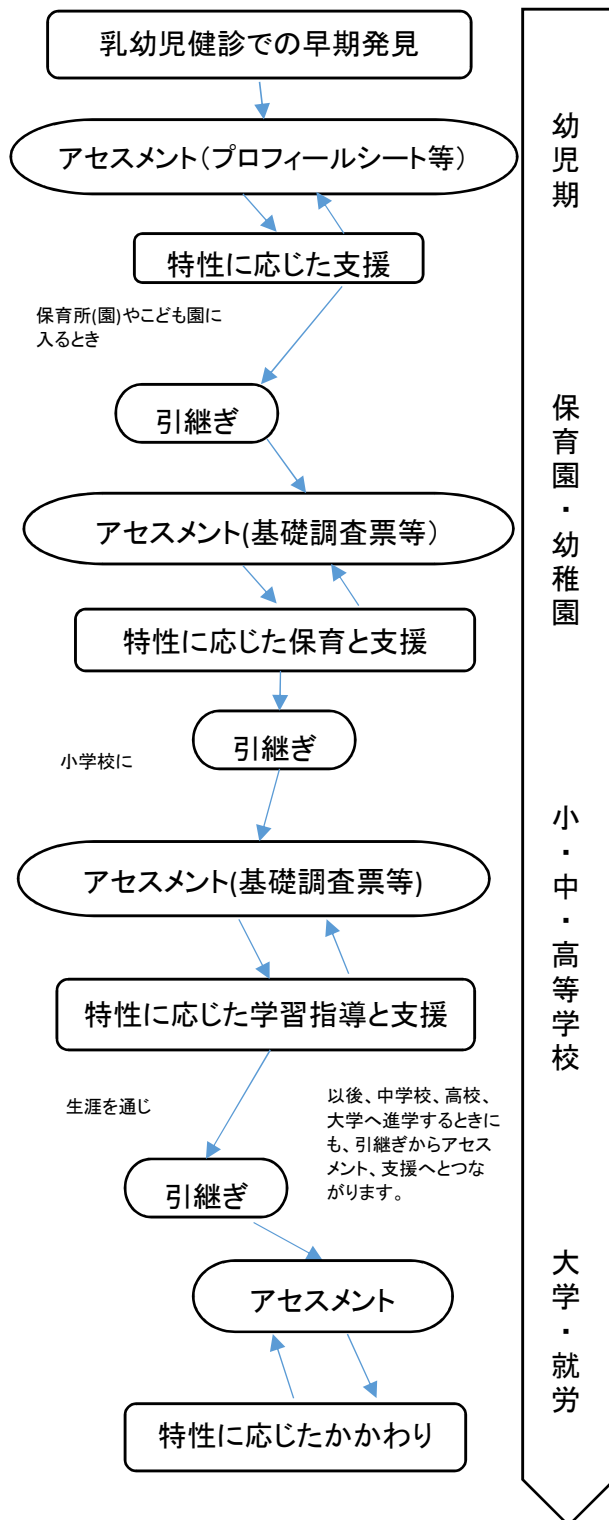 乳幼児健診での早期発見
アセスメント（プロフィールシート等）
特性に応じた支援
保育所(園)やこども園に
入るとき
引継ぎ
アセスメント(基礎調査票等）
特性に応じた保育と支援
引継ぎ
小学校に
アセスメント(基礎調査票等)
特性に応じた学習指導と支援
生涯を通じ
以後、中学校、高校、
大学へ進学するときに
も、引継ぎからアセス
メント、支援へとつな
がります。
引継ぎ
アセスメント
特性に応じたかかわり
幼児期
保育園・幼稚園
小・中・高等学校
大学・就労